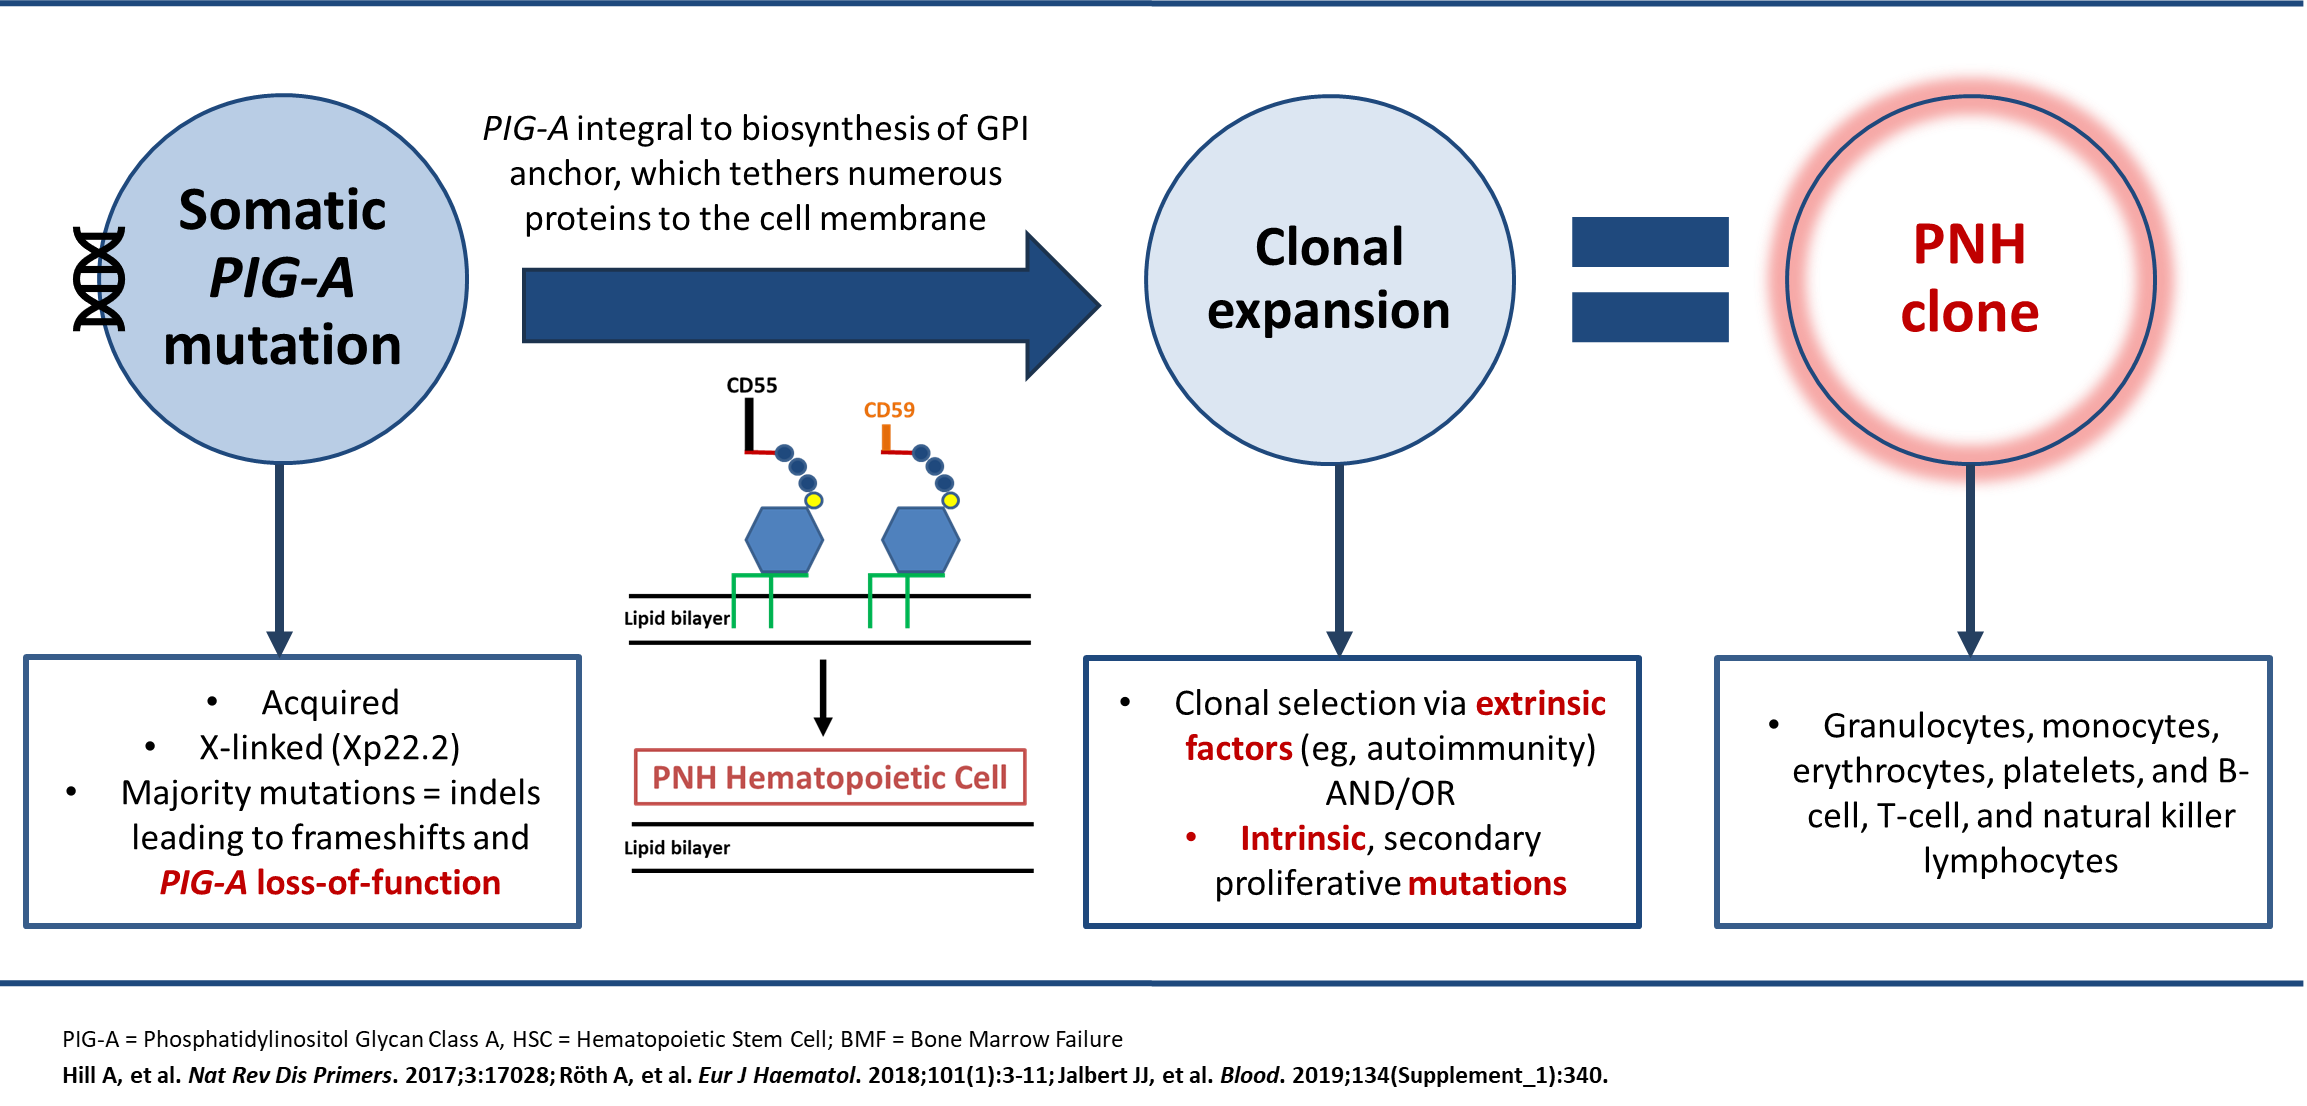 Somatic
PIG-A
mutation
PIG-A integral to biosynthesis of GPI
anchor, which tethers numerous
proteins to the cell membrane
Clonal
expansion
PNH
clone
CD55
CD59
Lipid bilayer
PNH Hematopoietic Cell
Lipid bilayer
• Acquired
• X-linked (Xp22.2)
• Majority mutations = indels
leading to frameshifts and
PIG-A loss-of-function
• Clonal selection via extrinsic
factors (eg, autoimmunity)
AND/OR
• Intrinsic, secondary
proliferative mutations
• Granulocytes, monocytes,
erythrocytes, platelets, and B-
cell, T-cell, and natural killer
lymphocytes
PIG-A = Phosphatidylinositol Glycan Class A, HSC = Hematopoietic Stem Cell; BMF = Bone Marrow Failure
Hill A, et al. Nat Rev Dis Primers. 2017;3:17028; Röth A, et al. Eur J Haematol. 2018;101(1):3-11; Jalbert JJ, et al. Blood. 2019;134(Supplement_1):340.